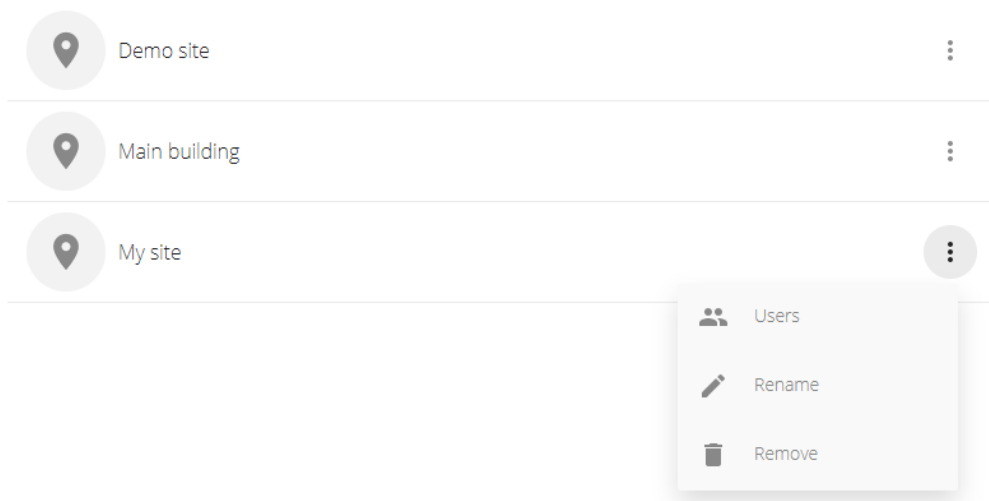 Demo site
Main building
My site
Users
Rename
Remove